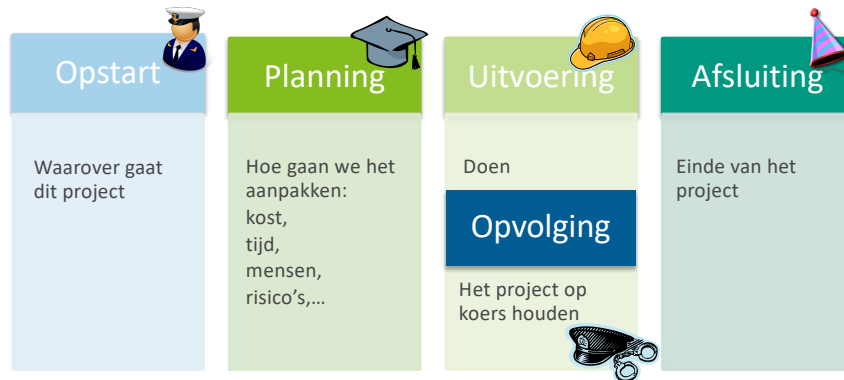 Opstart
Waarover gaat
dit project
Planning
Hoe gaan we het
aanpakken:
kost,
tijd,
mensen,
risico's,...
Uitvoering
Doen
Opvolging
Het project op
koers houden
Afsluiting
Einde van het
project